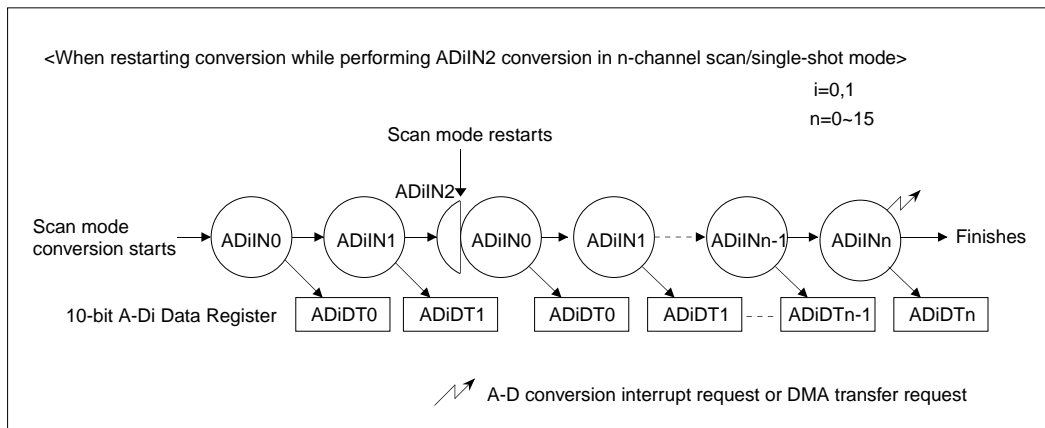 <When restarting conversion while performing ADiIN2 conversion in n-channel scan/single-shot mode>
i=0,1
n=0~15
Scan mode restarts
ADiIN2
Scan mode
conversion starts
ADiIN0
ADiIN1
ADiIN0
ADiIN1
ADiINn-1
ADiINn
Finishes
10-bit A-Di Data Register
ADiDT0
ADiDT1
ADiDT0
ADiDT1
ADiDTn-1
ADiDTn
A-D conversion interrupt request or DMA transfer request